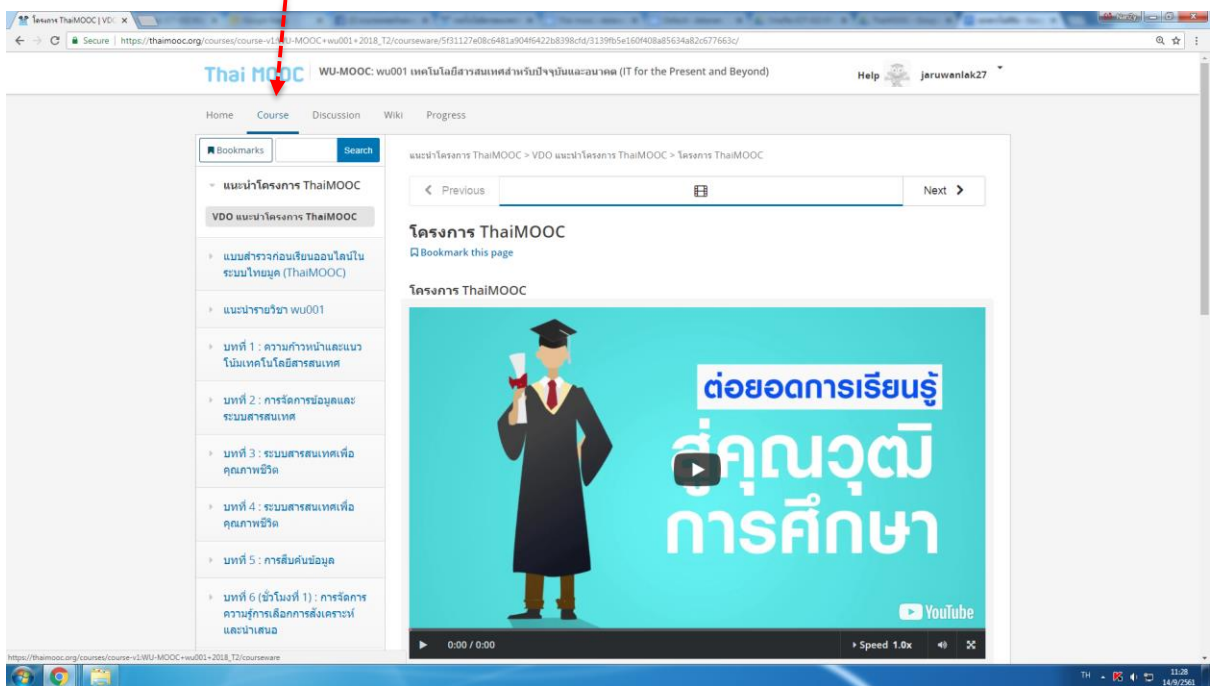 โครงการ ThaiMOOC | VD
Secure | https://thaimooc.org/courses/course-v1:WU-MOOC+wu001+2018_T2/courseware/5f31127e08c6481a904f6422b8398cfd/3139fb5e160f408a85634a82c677663c/
Thai MOOC
WU-MOOC: wu001 เทคโนโลยีสารสนเทศสำหรับปัจจุบันและอนาคต (IT for the Present and Beyond)
Help
jaruwanlak27
Home Course Discussion Wiki Progress
Bookmarks
Search
แนะนำโครงการ ThaiMOOC > VDO แนะนำโครงการ ThaiMOOC > โครงการ ThaiMOOC
แนะนำโครงการ ThaiMOOC
VDO แนะนำโครงการ ThaiMOOC
แบบสำรวจก่อนเรียนออนไลน์ใน
ระบบไทยมูค (ThaiMOOC)
แนะนำรายวิชา wu001
บทที่ 1 : ความก้าวหน้าและแนว
โน้มเทคโนโลยีสารสนเทศ
บทที่ 2 : การจัดการข้อมูลและ
ระบบสารสนเทศ
บทที่ 3 : ระบบสารสนเทศเพื่อ
คุณภาพชีวิต
บทที่ 4 : ระบบสารสนเทศเพื่อ
คุณภาพชีวิต
บทที่ 5 : การสืบค้นข้อมูล
บทที่ 6 (ชั่วโมงที่ 1) : การจัดการ
ความรู้การเลือกการสังเคราะห์
และนำเสนอ
Previous
Next
โครงการ ThaiMOOC
Bookmark this page
โครงการ ThaiMOOC
ต่อยอดการเรียนรู้
สู่คุณวุฒิ
การศึกษา
YouTube
0:00 / 0:00
Speed 1.0x
https://thaimooc.org/courses/course-v1:WU-MOOC+wu001+2018_T2/courseware
TH
11:28
14/9/2561